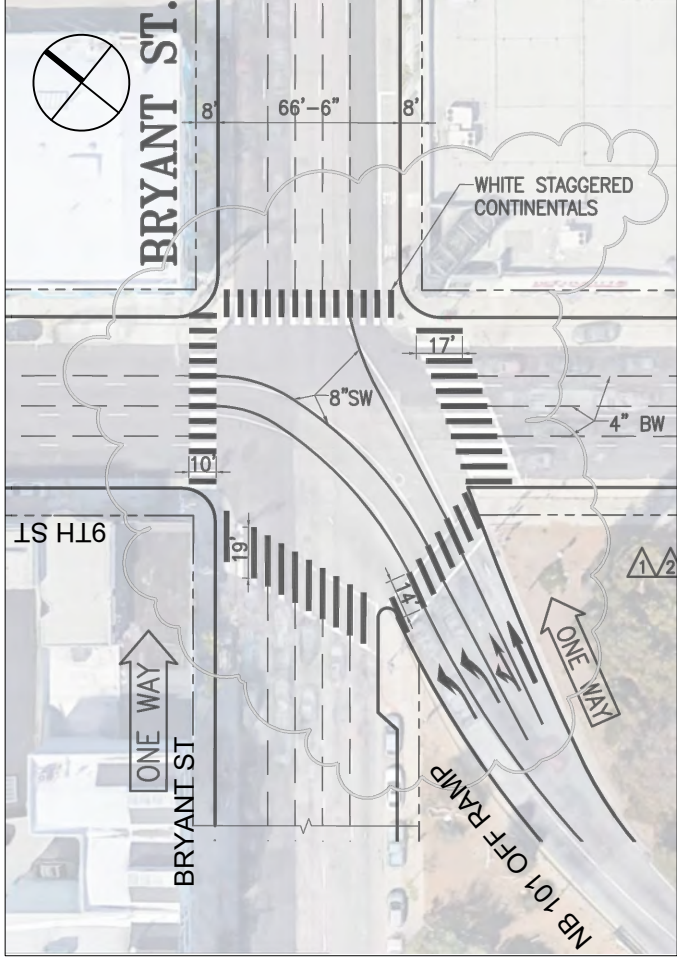 BRYANT ST.
8'
66'-6"
8'
WHITE STAGGERED
CONTINENTALS
17'
8"SW
4" BW
10'
9TH ST
19'
14'
1
2
ONE WAY
ONE WAY
BRYANT ST
NB 101 OFF RAMP